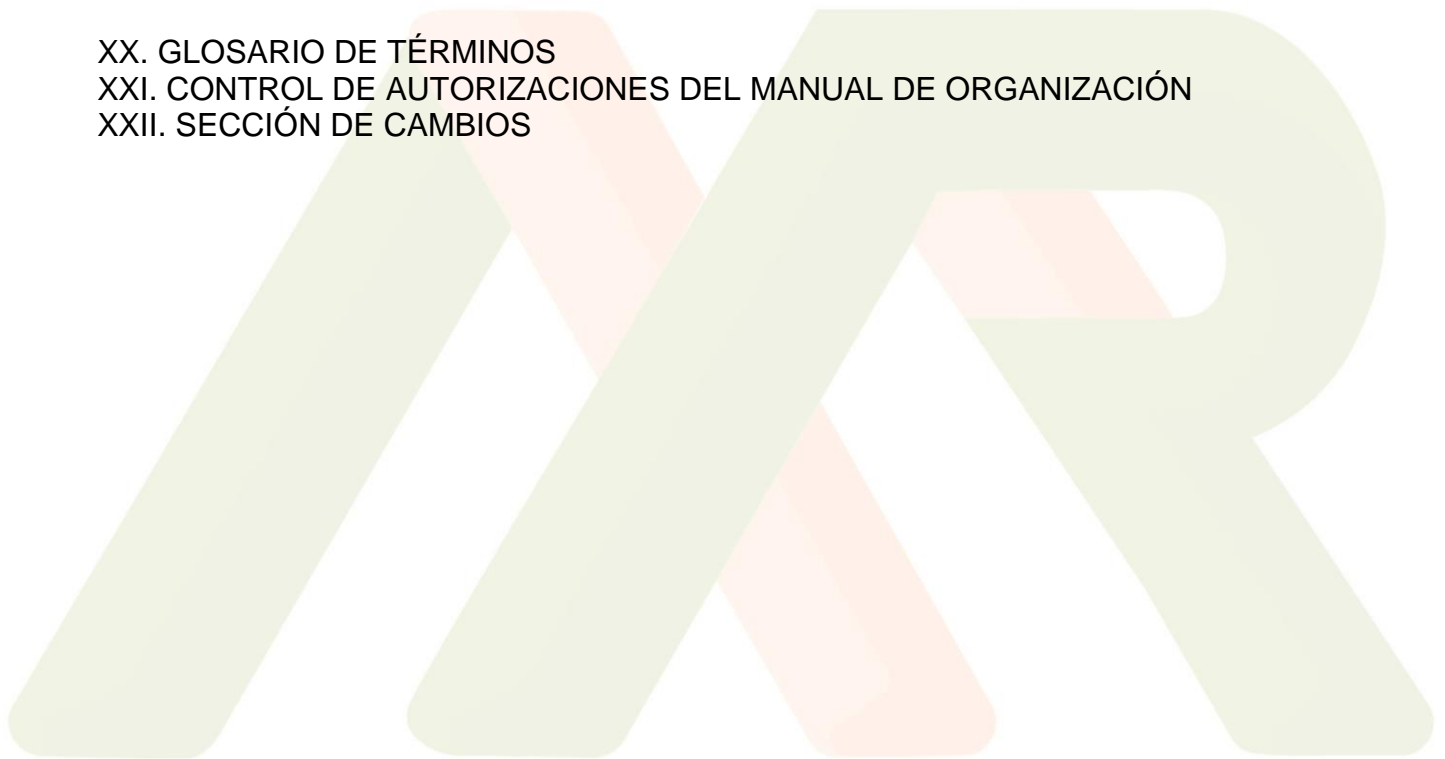 XX. GLOSARIO DE TÉRMINOS
XXI. CONTROL DE AUTORIZACIONES DEL MANUAL DE ORGANIZACIÓN
XXII. SECCIÓN DE CAMBIOS